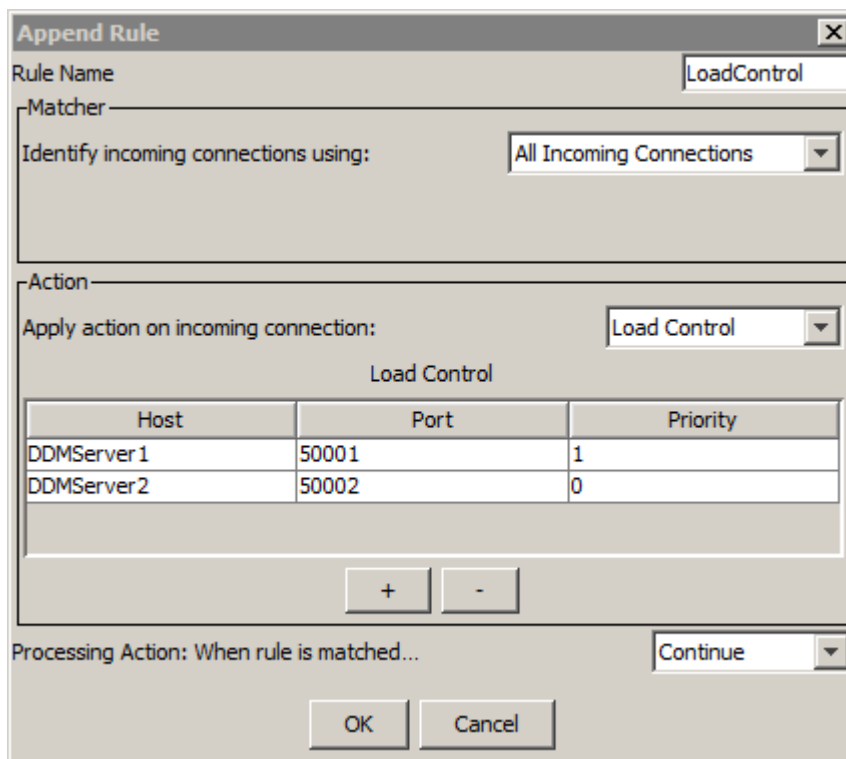 Append Rule
Rule Name LoadControl
Matcher
Identify incoming connections using: All Incoming Connections
Action
Apply action on incoming connection: Load Control
Load Control
Host Port Priority
DDMServer1 50001 1
DDMServer2 50002 0
+ -
Processing Action: When rule is matched... Continue
OK Cancel